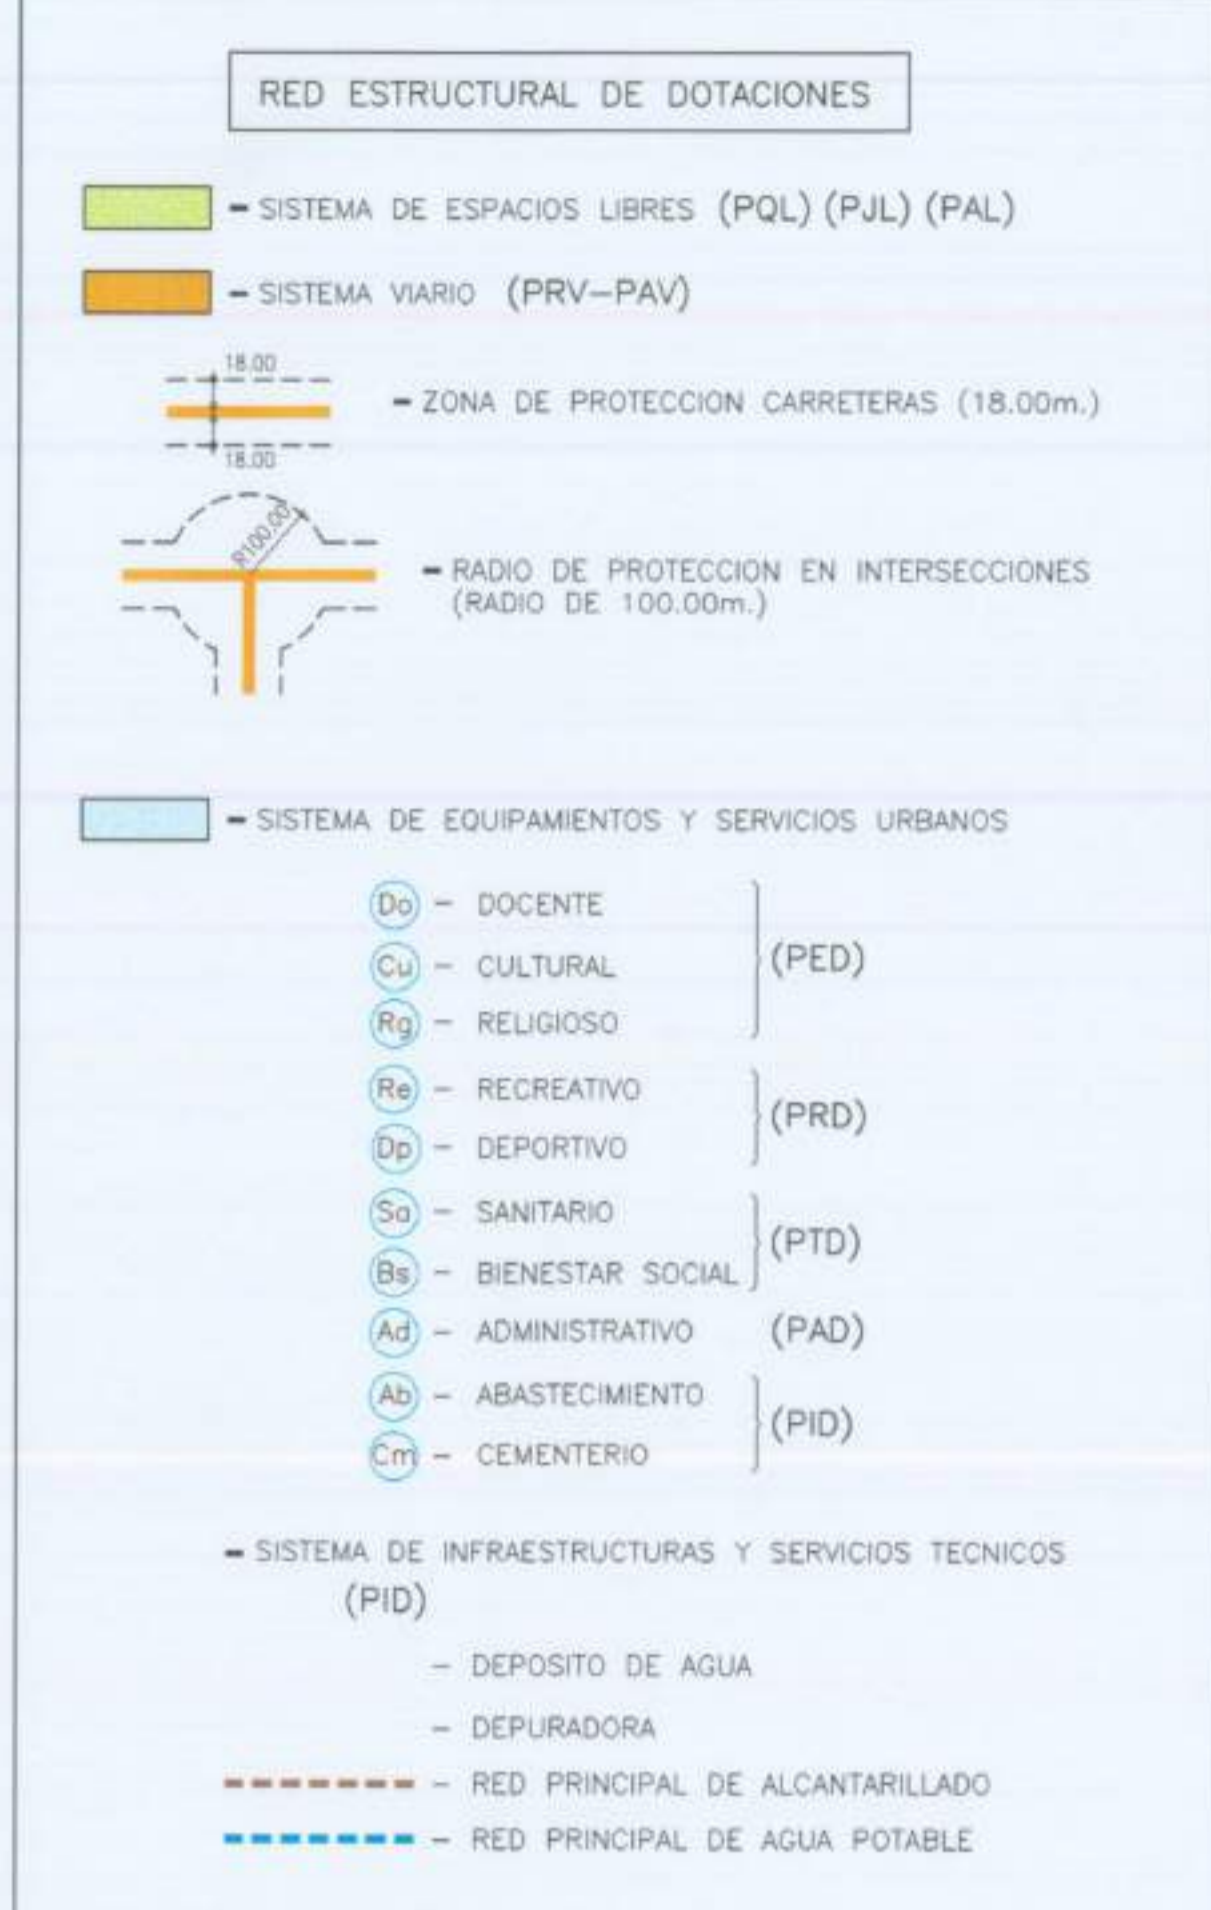 RED ESTRUCTURAL DE DOTACIONES
- SISTEMA DE ESPACIOS LIBRES (PQL) (PJL) (PAL)
- SISTEMA VIARIO (PRV-PAV)
18.00
- ZONA DE PROTECCION CARRETERAS (18.00m.)
18.00
R100.00
- RADIO DE PROTECCION EN INTERSECCIONES
(RADIO DE 100.00m.)
- SISTEMA DE EQUIPAMIENTOS Y SERVICIOS URBANOS
Do - DOCENTE
Cu - CULTURAL (PED)
Rg - RELIGIOSO
Re - RECREATIVO
(PRD)
Dp - DEPORTIVO
Sa - SANITARIO
(PTD)
Bs - BIENESTAR SOCIAL
Ad - ADMINISTRATIVO (PAD)
Ab - ABASTECIMIENTO
(PID)
Cm - CEMENTERIO
- SISTEMA DE INFRAESTRUCTURAS Y SERVICIOS TECNICOS
(PID)
- DEPOSITO DE AGUA
- DEPURADORA
- RED PRINCIPAL DE ALCANTARILLADO
- RED PRINCIPAL DE AGUA POTABLE